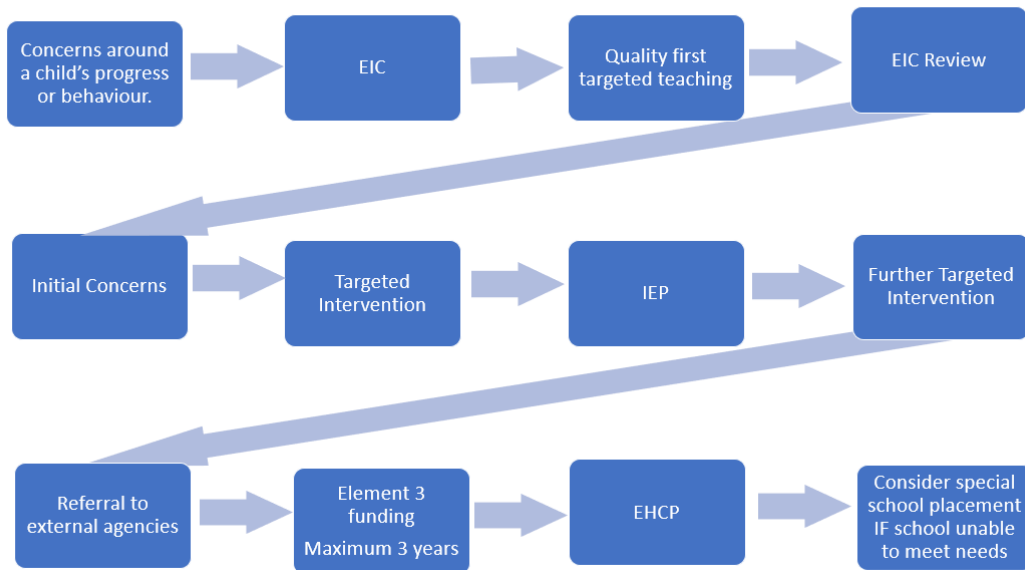 Concerns around
a child’s progress
or behaviour.
EIC
Quality first
targeted teaching
EIC Review
Initial Concerns
Targeted
Intervention
IEP
Further Targeted
Intervention
Referral to
external agencies
Element 3
funding
Maximum 3 years
EHCP
Consider special
school placement
IF school unable
to meet needs